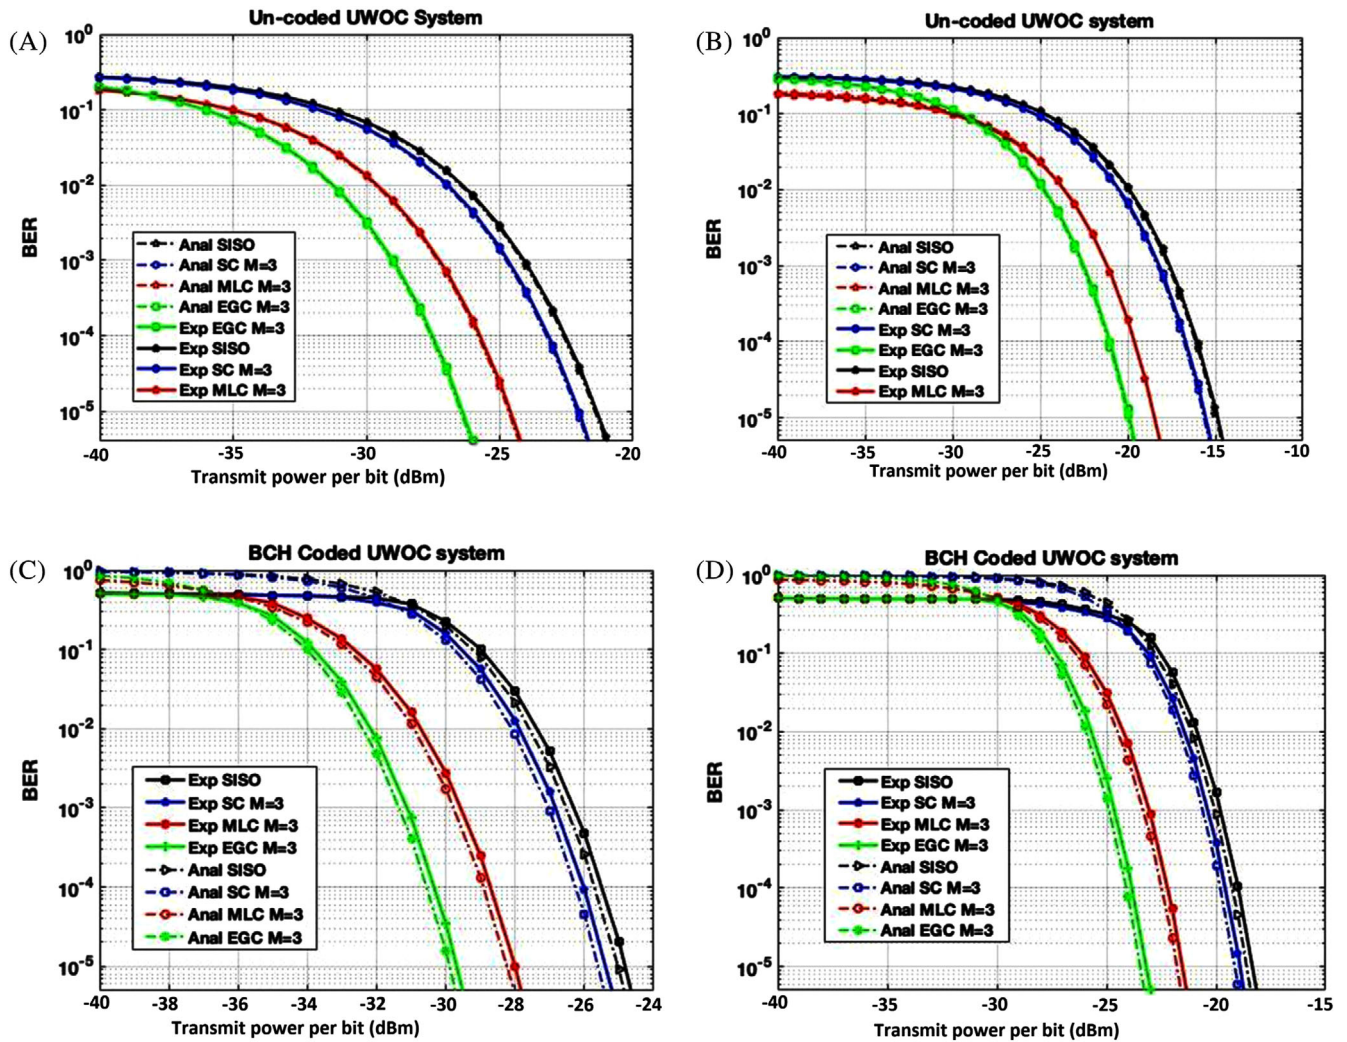 (A)
Un-coded UWOC System
10^0
10^-1
10^-2
10^-3
10^-4
10^-5
BER
Anal SISO
Anal SC M=3
Anal MLC M=3
Anal EGC M=3
Exp EGC M=3
Exp SISO
Exp SC M=3
Exp MLC M=3
-40 -35 -30 -25 -20
Transmit power per bit (dBm)
(B)
Un-coded UWOC system
10^0
10^-1
10^-2
10^-3
10^-4
10^-5
BER
Anal SISO
Anal SC M=3
Anal MLC M=3
Anal EGC M=3
Exp SC M=3
Exp EGC M=3
Exp SISO
Exp MLC M=3
-40 -35 -30 -25 -20 -15 -10
Transmit power per bit (dBm)
(C)
BCH Coded UWOC system
10^0
10^-1
10^-2
10^-3
10^-4
10^-5
BER
Exp SISO
Exp SC M=3
Exp MLC M=3
Exp EGC M=3
Anal SISO
Anal SC M=3
Anal MLC M=3
Anal EGC M=3
-40 -38 -36 -34 -32 -30 -28 -26 -24
Transmit power per bit (dBm)
(D)
BCH Coded UWOC system
10^0
10^-1
10^-2
10^-3
10^-4
10^-5
BER
Exp SISO
Exp SC M=3
Exp MLC M=3
Exp EGC M=3
Anal SISO
Anal SC M=3
Anal MLC M=3
Anal EGC M=3
-40 -35 -30 -25 -20 -15
Transmit power per bit (dBm)